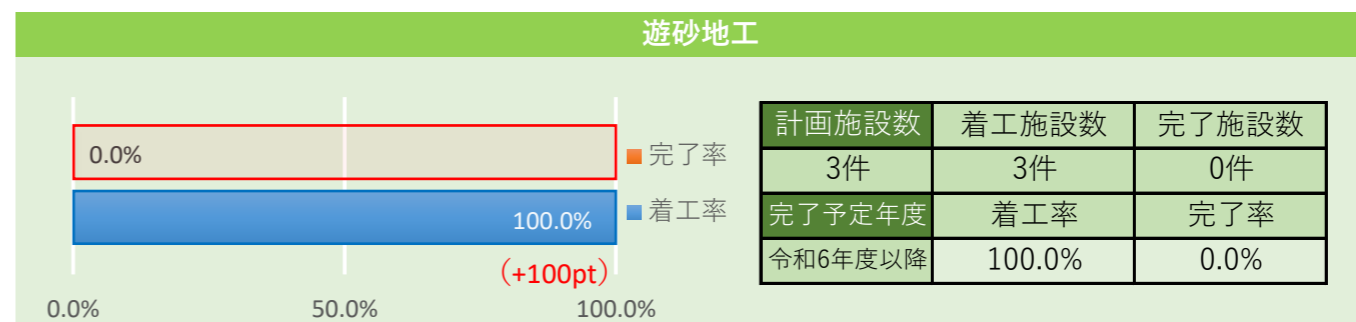 遊砂地工
0.0%
完了率
100.0%
着工率
（+100pt）
0.0%
50.0%
100.0%
計画施設数 着工施設数 完了施設数
3件 3件 0件
完了予定年度 着工率 完了率
令和6年度以降 100.0% 0.0%